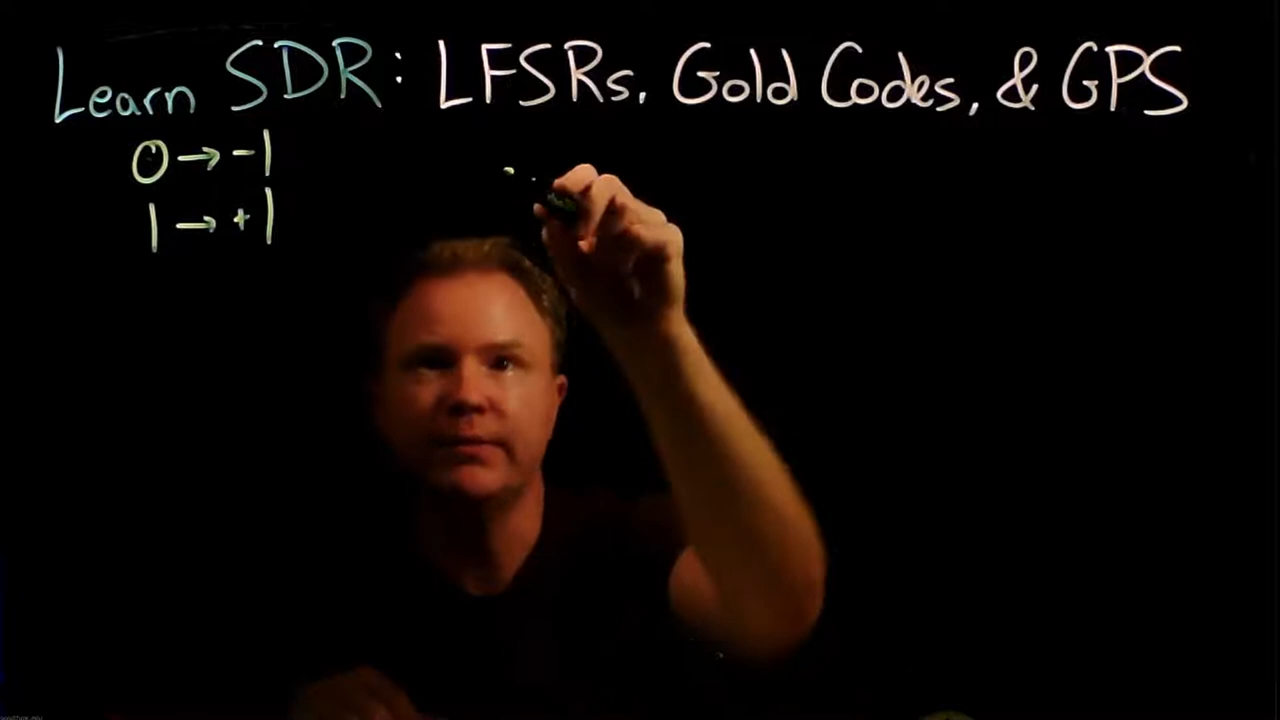 Learn SDR: LFSRs, Gold Codes, & GPS
0 → -1
1 → +1